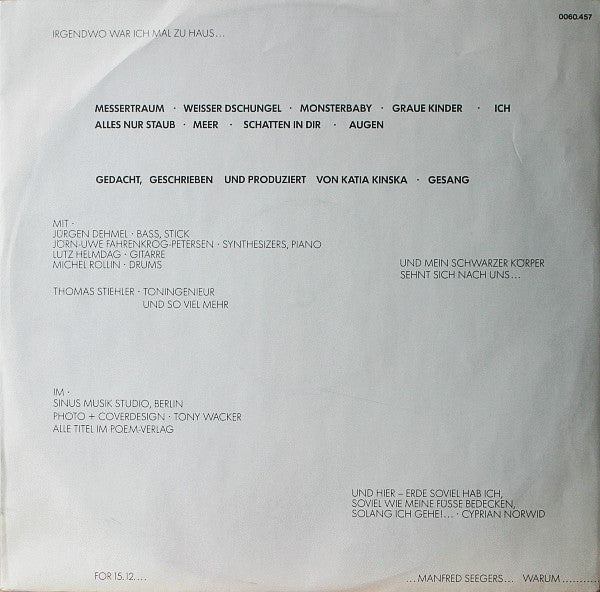 0060.457
IRGENDWO WAR ICH MAL ZU HAUS...
MESSERTRAUM · WEISSER DSCHUNGEL · MONSTERBABY · GRAUE KINDER · ICH
ALLES NUR STAUB · MEER · SCHATTEN IN DIR · AUGEN
GEDACHT, GESCHRIEBEN UND PRODUZIERT VON KATIA KINSKA · GESANG
MIT ·
JÜRGEN DEHMEL · BASS, STICK
JÖRN-UWE FAHRENKROG-PETERSEN · SYNTHESIZERS, PIANO
LUTZ HELMDAG · GITARRE
MICHEL ROLLIN · DRUMS
UND MEIN SCHWARZER KÖRPER
SEHNT SICH NACH UNS...
THOMAS STIEHLER · TONINGENIEUR
UND SO VIEL MEHR
IM ·
SINUS MUSIK STUDIO, BERLIN
PHOTO + COVERDESIGN · TONY WACKER
ALLE TITEL IM POEM-VERLAG
UND HIER – ERDE SOVIEL HAB ICH,
SOVIEL WIE MEINE FÜSSE BEDECKEN,
SOLANG ICH GEHE!... · CYPRIAN NORWID
FOR 15.12....
...MANFRED SEEGERS... WARUM..........